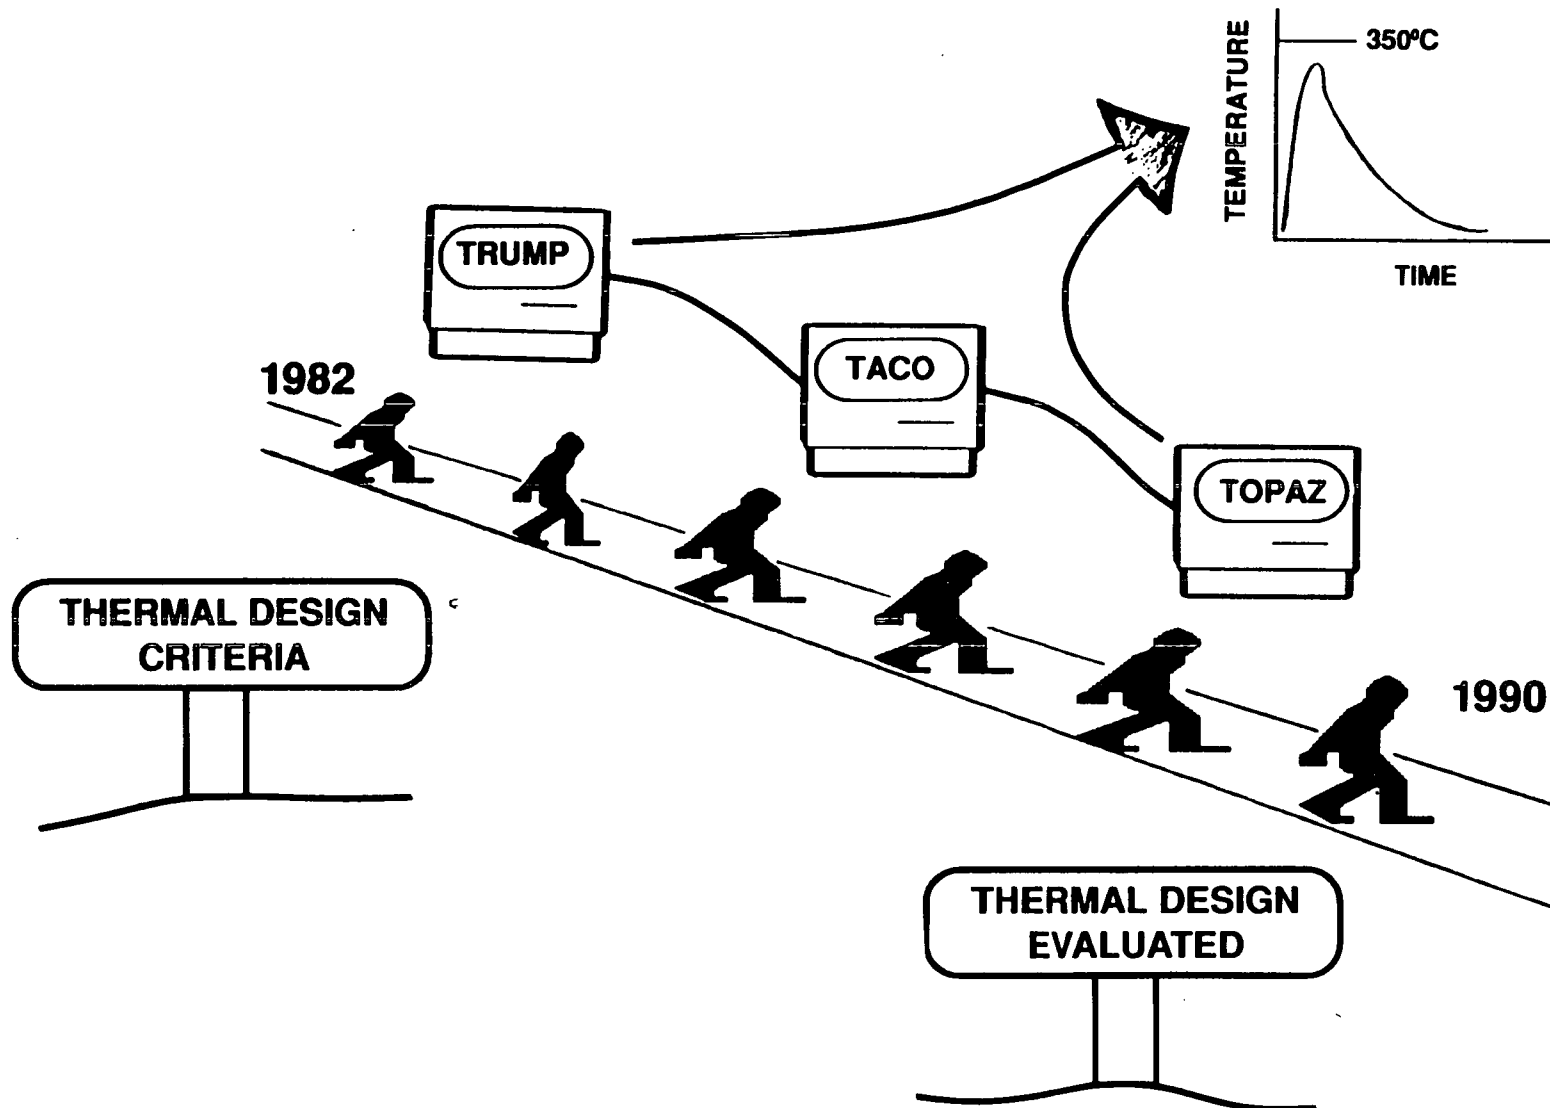 TEMPERATURE
350ºC
TIME
TRUMP
TACO
TOPAZ
1982
1990
THERMAL DESIGN
CRITERIA
THERMAL DESIGN
EVALUATED